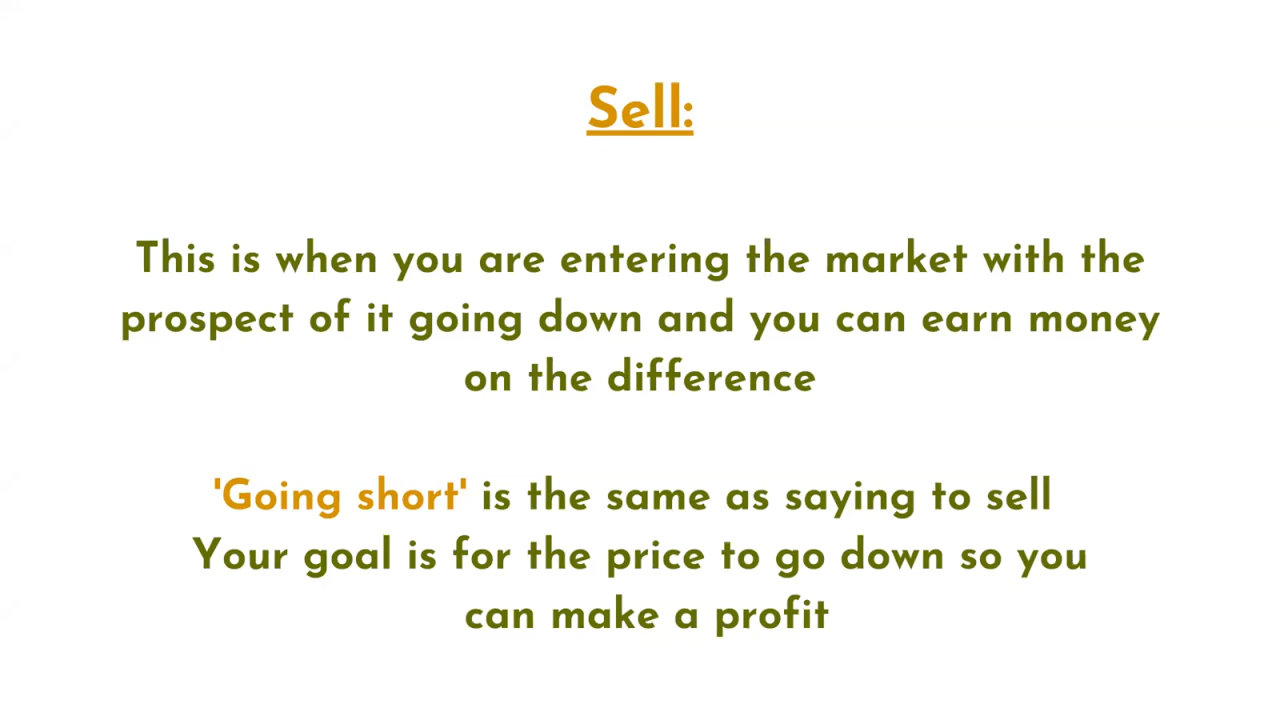 Sell:
This is when you are entering the market with the
prospect of it going down and you can earn money
on the difference
'Going short' is the same as saying to sell
Your goal is for the price to go down so you
can make a profit